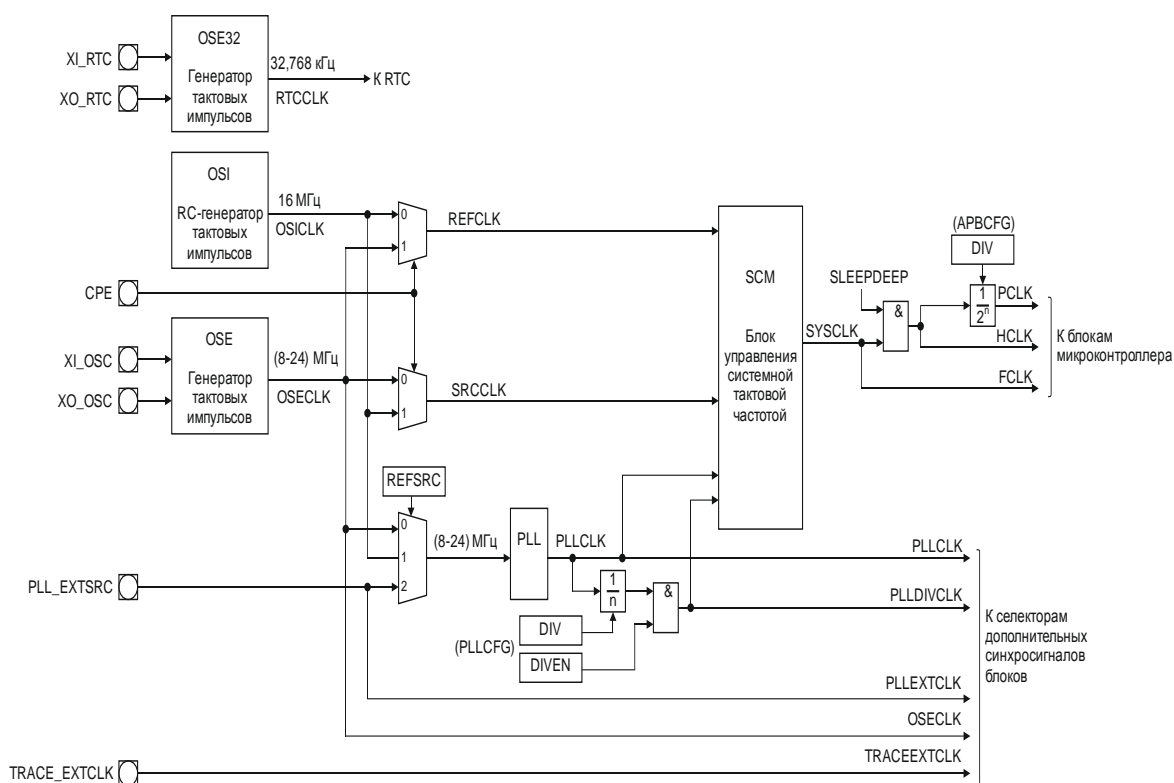 OSE32
XI_RTC
XO_RTC
Генератор
тактовых
импульсов
32,768 кГц
RTCCLK
К RTC
OSI
RC-генератор
тактовых
импульсов
16 МГц
OSICLK
0
1
REFCLK
CPE
OSE
Генератор
тактовых
импульсов
XI_OSC
XO_OSC
(8-24) МГц
OSECLK
0
1
SRCCLK
SCM
Блок
управления
системной
тактовой
частотой
SYSCLK
SLEEPDEEP
&
(APBCFG)
DIV
1
2ⁿ
PCLK
HCLK
FCLK
К блокам
микроконтроллера
REFSRC
0
1
2
(8-24) МГц
PLL
PLLCLK
PLL_EXTSRC
1
n
&
DIV
(PLLCFG)
DIVEN
PLLCLK
PLLDIVCLK
PLLEXTCLK
OSECLK
TRACEEXTCLK
К селекторам
дополнительных
синхросигналов
блоков
TRACE_EXTCLK